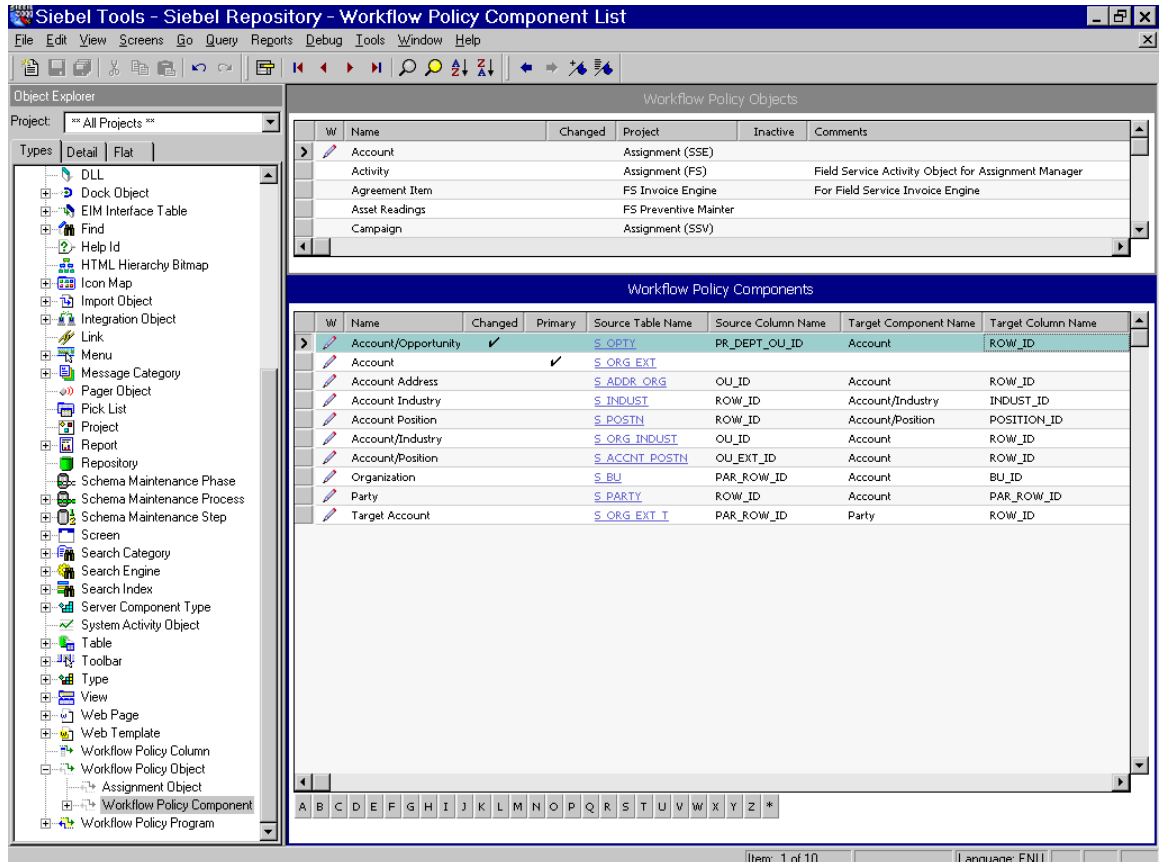 Siebel Tools - Siebel Repository - Workflow Policy Component List
File Edit View Screens Go Query Reports Debug Tools Window Help
Object Explorer
Project: ** All Projects **
Types Detail Flat
DLL
Dock Object
EIM Interface Table
Find
Help Id
HTML Hierarchy Bitmap
Icon Map
Import Object
Integration Object
Link
Menu
Message Category
Pager Object
Pick List
Project
Report
Repository
Schema Maintenance Phase
Schema Maintenance Process
Schema Maintenance Step
Screen
Search Category
Search Engine
Search Index
Server Component Type
System Activity Object
Table
Toolbar
Type
View
Web Page
Web Template
Workflow Policy Column
Workflow Policy Object
Assignment Object
Workflow Policy Component
Workflow Policy Program
Workflow Policy Objects
W Name Changed Project Inactive Comments
Account Assignment (SSE)
Activity Assignment (FS) Field Service Activity Object for Assignment Manager
Agreement Item FS Invoice Engine For Field Service Invoice Engine
Asset Readings FS Preventive Mainter
Campaign Assignment (SSV)
Workflow Policy Components
W Name Changed Primary Source Table Name Source Column Name Target Component Name Target Column Name
Account/Opportunity S_OPTY PR_DEPT_OU_ID Account ROW_ID
Account S_ORG_EXT
Account Address S_ADDR_ORG OU_ID Account ROW_ID
Account Industry S_INDUST ROW_ID Account/Industry INDUST_ID
Account Position S_POSTN ROW_ID Account/Position POSITION_ID
Account/Industry S_ORG_INDUST OU_ID Account ROW_ID
Account/Position S_ACCNT_POSTN OU_EXT_ID Account ROW_ID
Organization S_BU PAR_ROW_ID Account BU_ID
Party S_PARTY ROW_ID Account PAR_ROW_ID
Target Account S_ORG_EXT_T PAR_ROW_ID Party ROW_ID
A B C D E F G H I J K L M N O P Q R S T U V W X Y Z *
Item: 1 of 10 Language: ENU